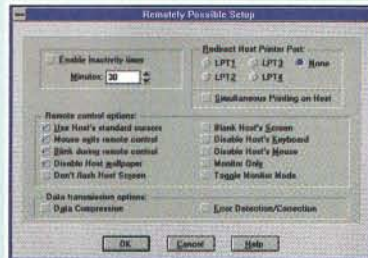 Remotely Possible Setup
Enable inactivity timer
Minutes: 30
Redirect Host Printer Port:
LPT1 LPT3 None
LPT2 LPT4
Simultaneous Printing on Host
Remote control options:
Use Host's standard cursors
Mouse exits remote control
Blink during remote control
Disable Host wallpaper
Don't flash Host Screen
Blank Host's Screen
Disable Host's Keyboard
Disable Host's Mouse
Monitor Only
Toggle Monitor Mode
Data transmission options:
Data Compression
Error Detection/Correction
OK Cancel Help